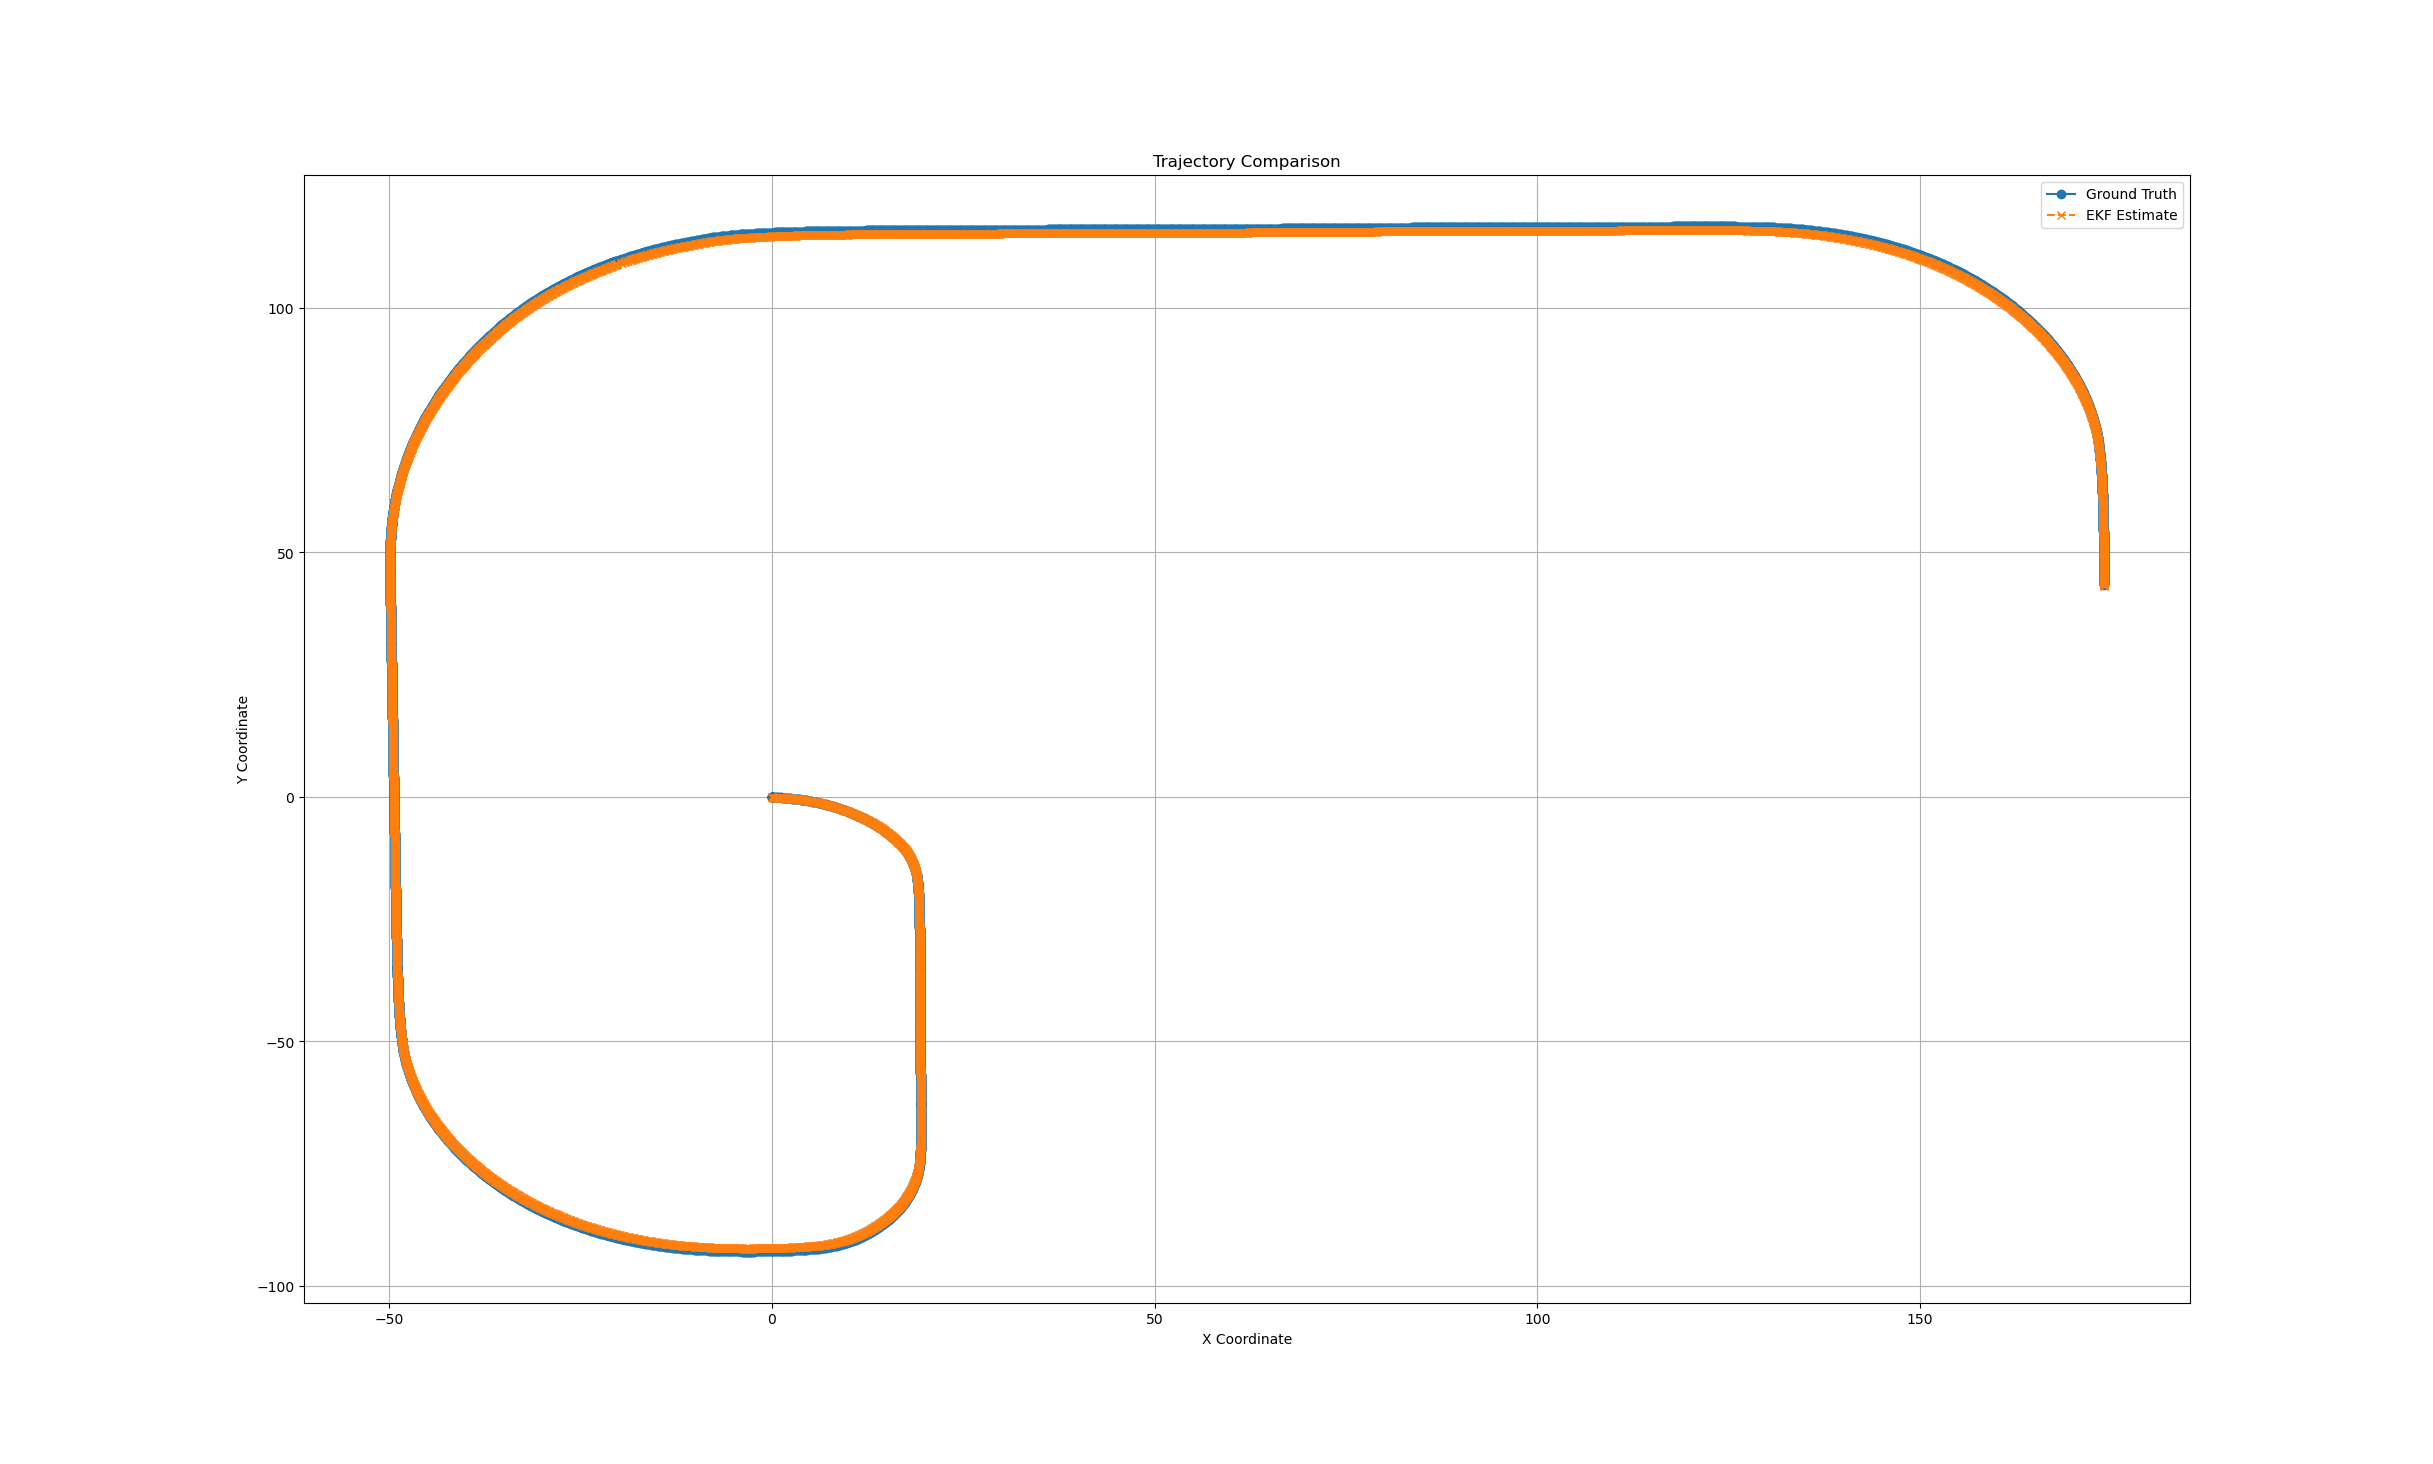 Trajectory Comparison
Ground Truth
EKF Estimate
Y Coordinate
100
50
0
−50
−100
−50
0
50
100
150
X Coordinate